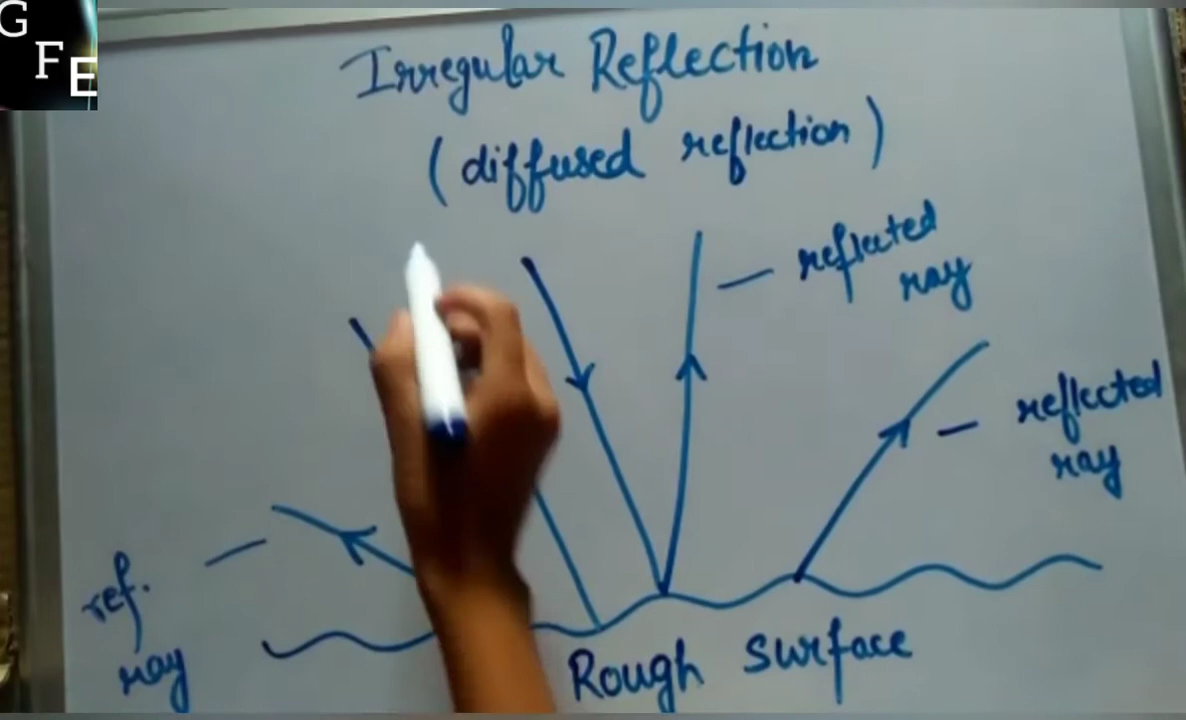 G
F
E
Irregular Reflection
(diffused reflection)
reflected
ray
reflected
ray
ref.
ray
Rough surface